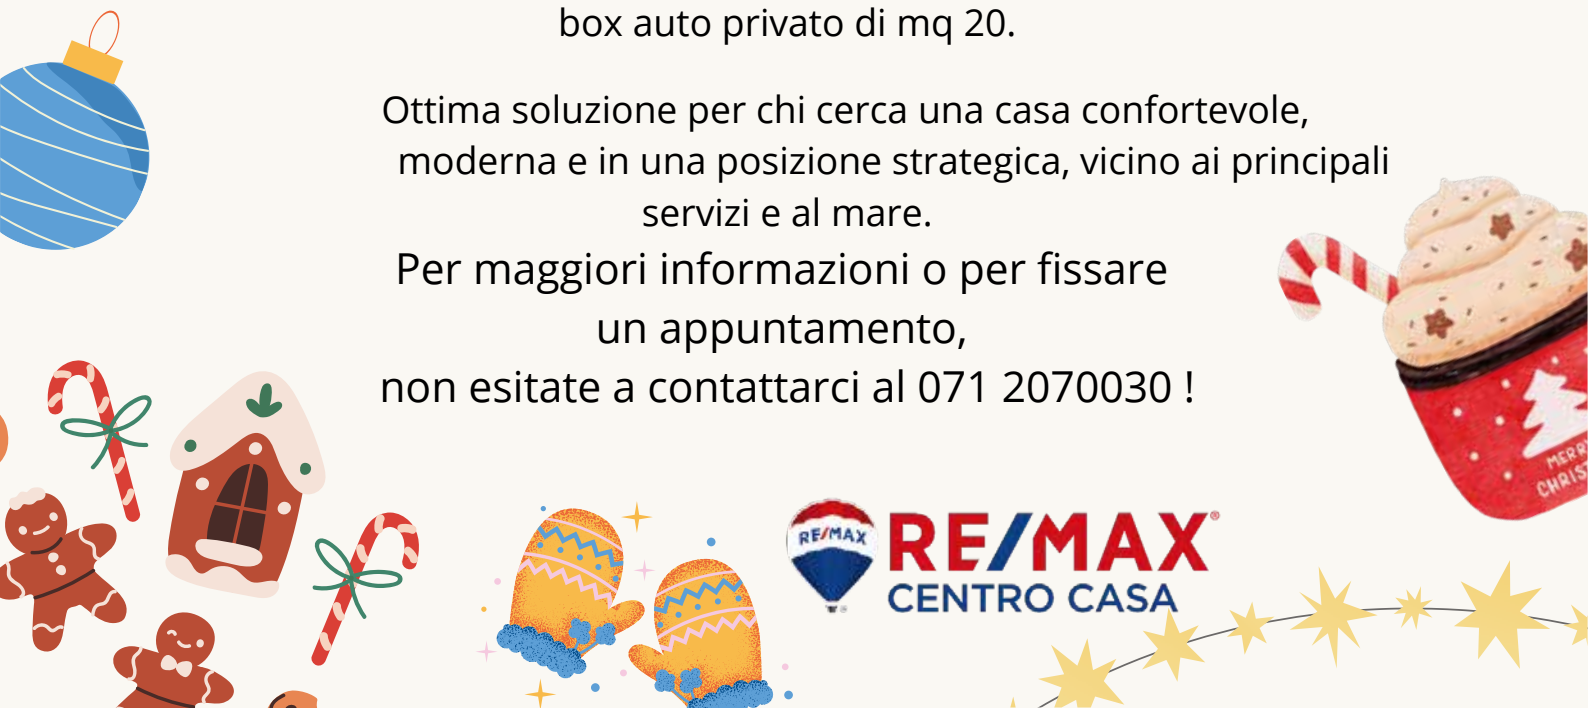 box auto privato di mq 20.
Ottima soluzione per chi cerca una casa confortevole,
moderna e in una posizione strategica, vicino ai principali
servizi e al mare.
Per maggiori informazioni o per fissare
un appuntamento,
non esitate a contattarci al 071 2070030 !
RE/MAX
RE/MAX®
CENTRO CASA